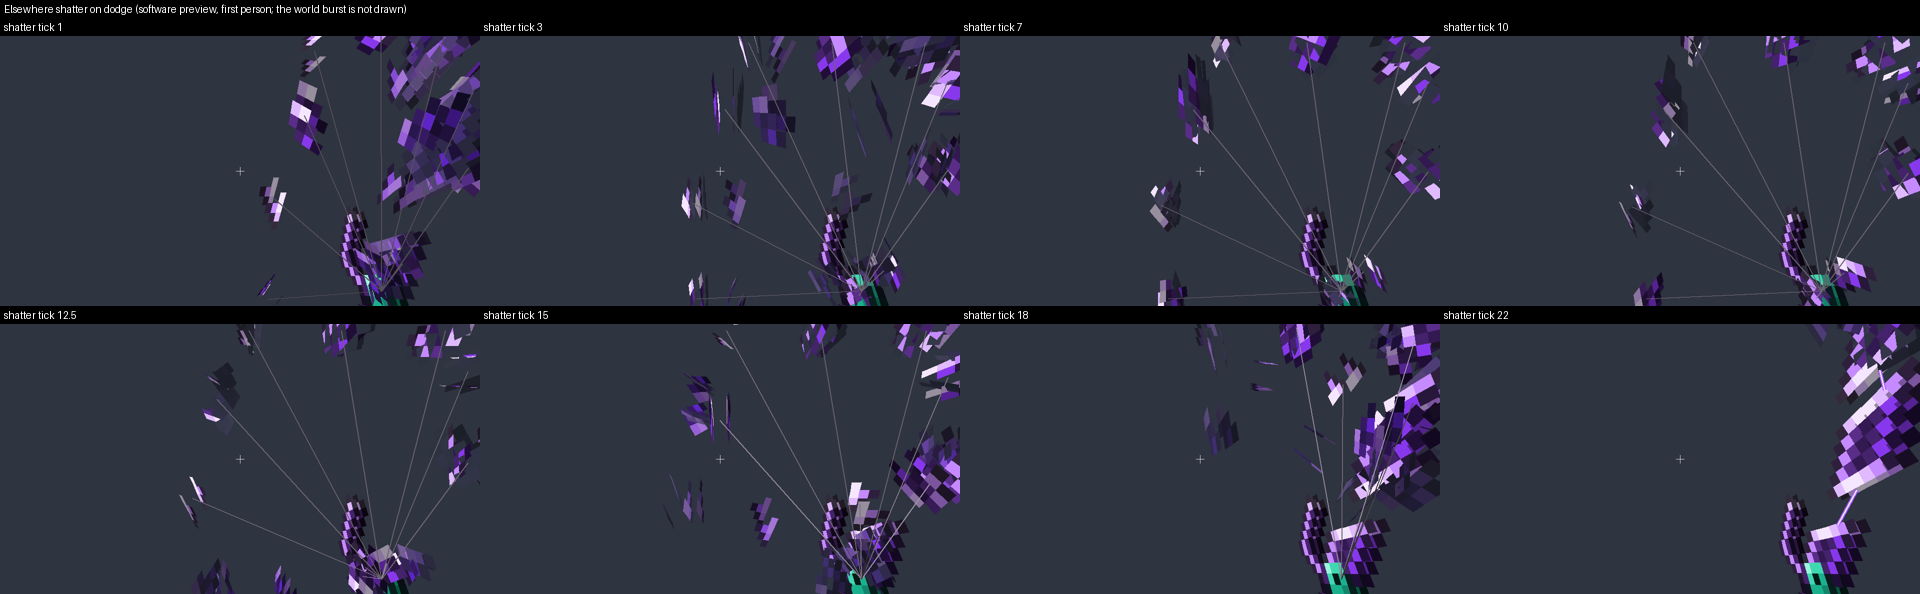 Elsewhere shatter on dodge (software preview, first person; the world burst is not drawn)
shatter tick 1
shatter tick 3
shatter tick 7
shatter tick 10
shatter tick 12.5
shatter tick 15
shatter tick 18
shatter tick 22